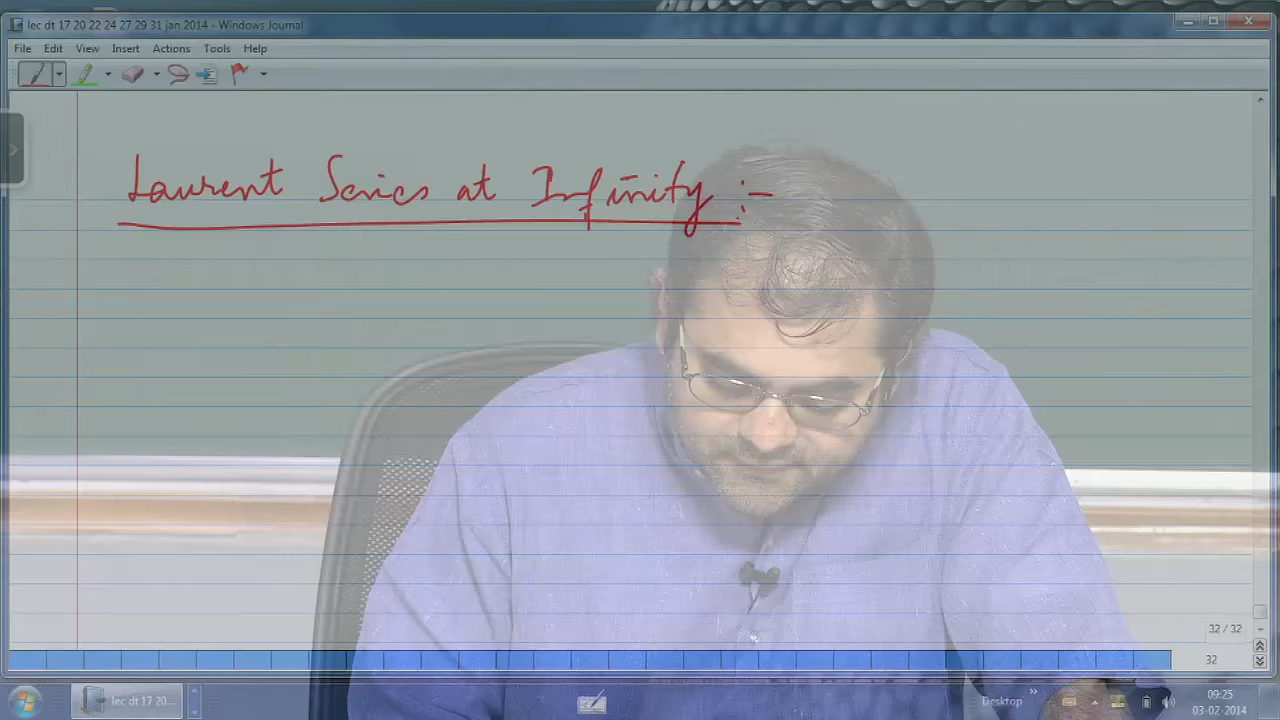 lec dt 17 20 22 24 27 29 31 jan 2014 - Windows Journal
File Edit View Insert Actions Tools Help
Laurent Series at Infinity :-
32 / 32
32
lec dt 17 20...
Desktop
09:25
03-02-2014